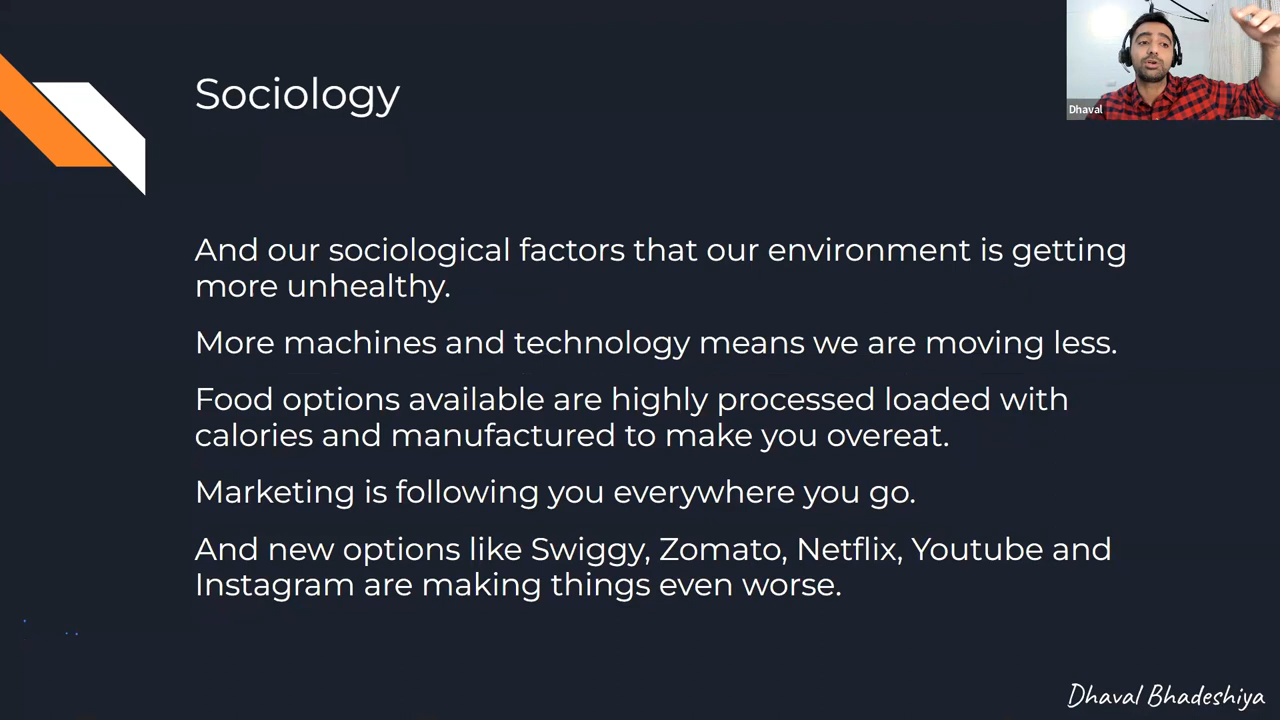 Sociology
Dhaval
And our sociological factors that our environment is getting
more unhealthy.
More machines and technology means we are moving less.
Food options available are highly processed loaded with
calories and manufactured to make you overeat.
Marketing is following you everywhere you go.
And new options like Swiggy, Zomato, Netflix, Youtube and
Instagram are making things even worse.
Dhaval Bhadeshiya